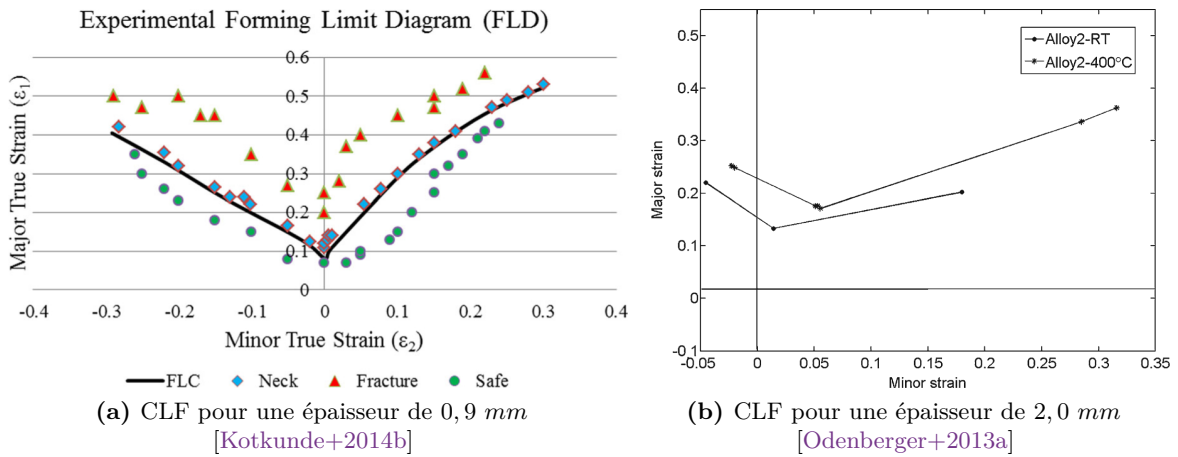 Experimental Forming Limit Diagram (FLD)
Major True Strain (ε1)
0.6
0.5
0.4
0.3
0.2
0.1
0
-0.4
-0.3
-0.2
-0.1
0
0.1
0.2
0.3
0.4
Minor True Strain (ε2)
FLC
Neck
Fracture
Safe
(a) CLF pour une épaisseur de 0, 9 mm
[Kotkunde+2014b]
Alloy2-RT
Alloy2-400°C
Major strain
0.5
0.4
0.3
0.2
0.1
0
-0.1
-0.05
0
0.05
0.1
0.15
0.2
0.25
0.3
0.35
Minor strain
(b) CLF pour une épaisseur de 2, 0 mm
[Odenberger+2013a]